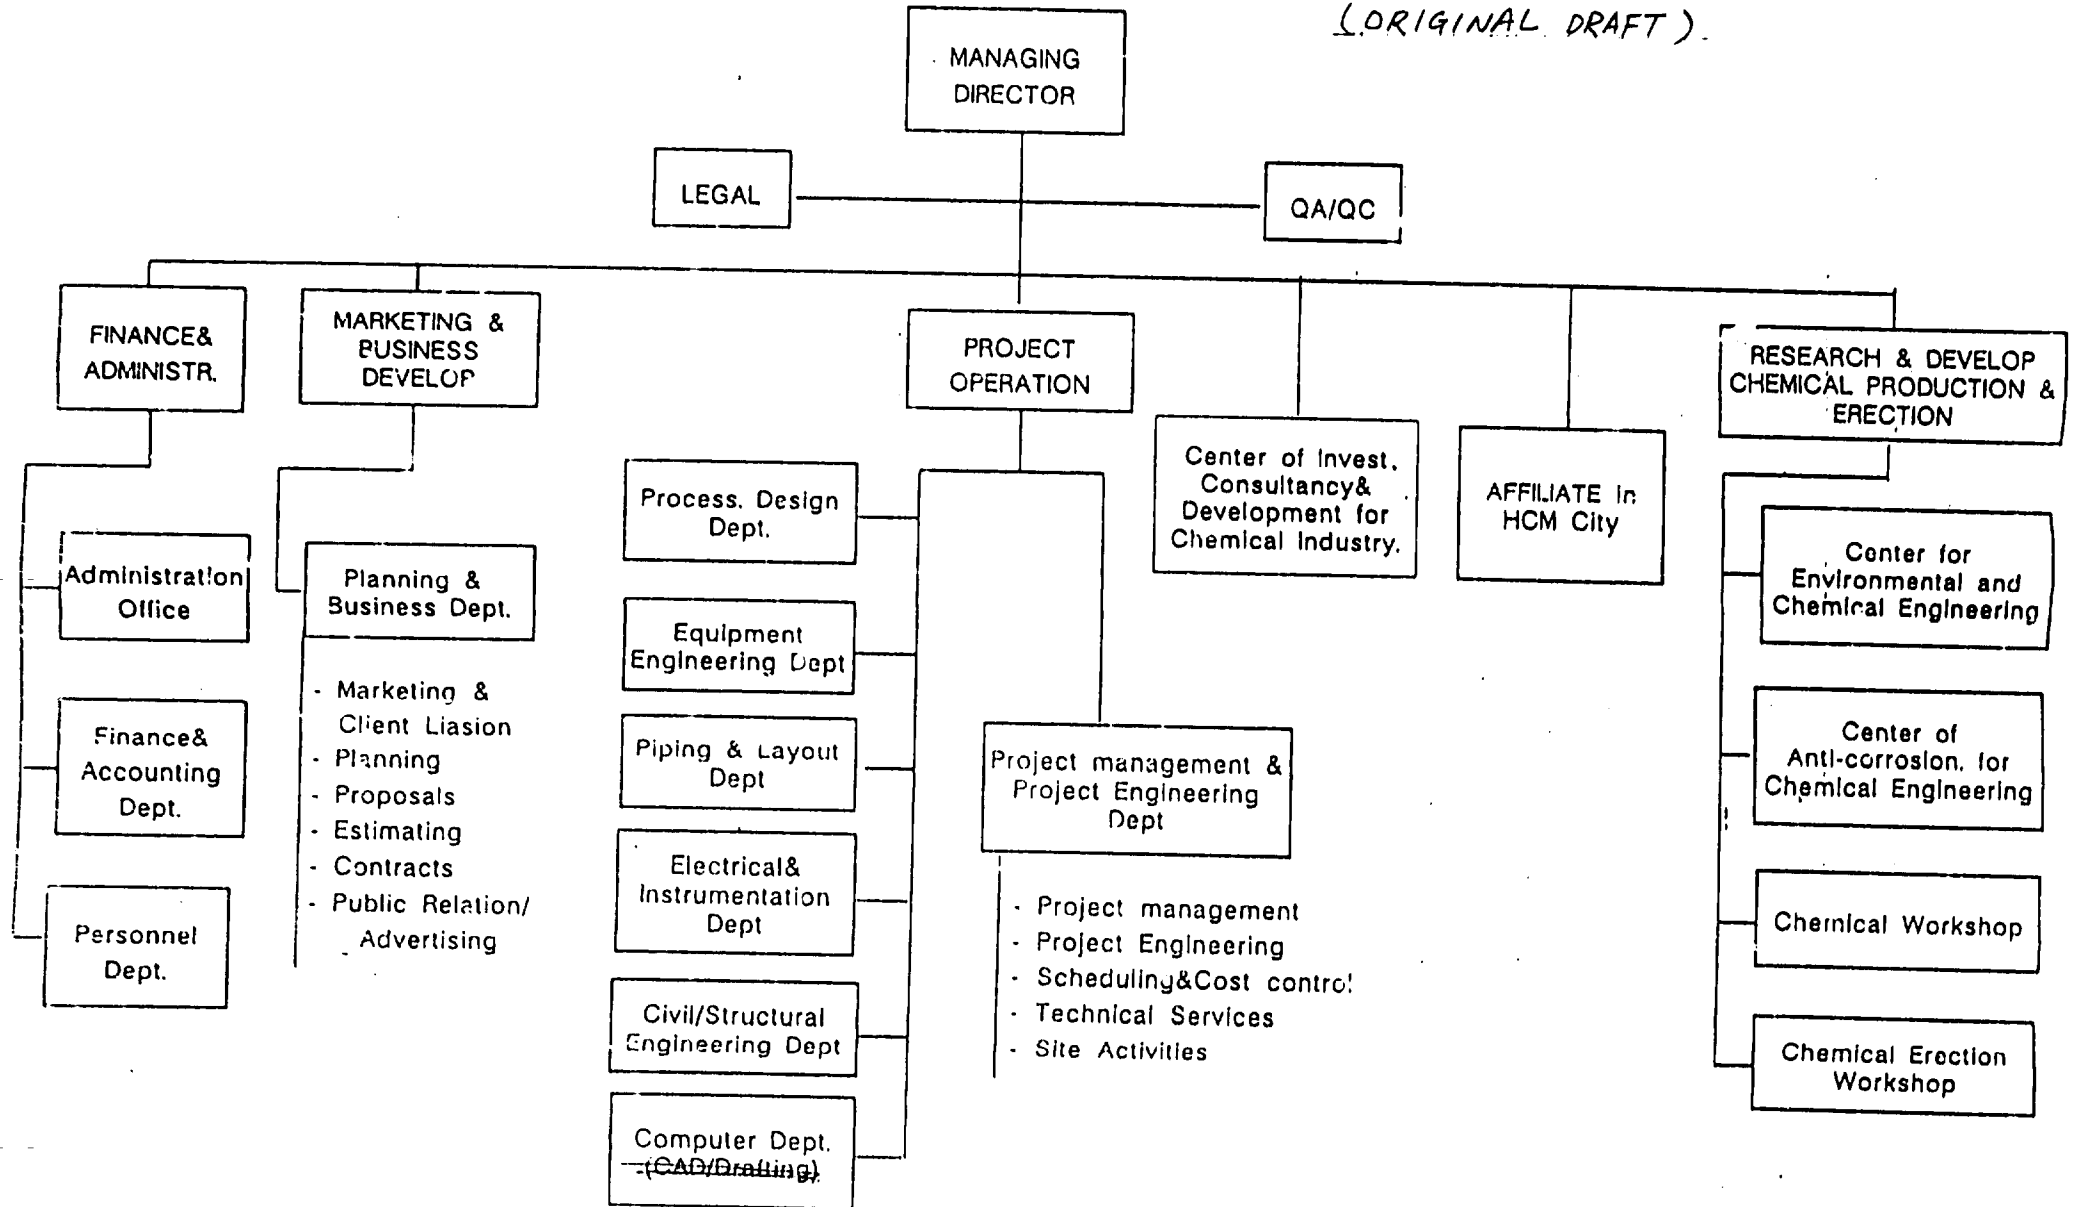 (ORIGINAL DRAFT).
MANAGING
DIRECTOR
LEGAL
QA/QC
FINANCE&
ADMINISTR.
MARKETING &
BUSINESS
DEVELOP
PROJECT
OPERATION
RESEARCH & DEVELOP
CHEMICAL PRODUCTION &
ERECTION
Center of Invest.
Consultancy&
Development for
Chemical Industry.
AFFILIATE in
HCM City
Administration
Office
Finance&
Accounting
Dept.
Personnel
Dept.
Planning &
Business Dept.
- Marketing &
Client Liasion
- Planning
- Proposals
- Estimating
- Contracts
- Public Relation/
Advertising
Process. Design
Dept.
Equipment
Engineering Dept
Piping & Layout
Dept
Electrical&
Instrumentation
Dept
Civil/Structural
Engineering Dept
Computer Dept.
(CAD/Drafting)
Project management &
Project Engineering
Dept
- Project management
- Project Engineering
- Scheduling&Cost control
- Technical Services
- Site Activities
Center for
Environmental and
Chemical Engineering
Center of
Anti-corrosion. for
Chemical Engineering
Chemical Workshop
Chemical Erection
Workshop